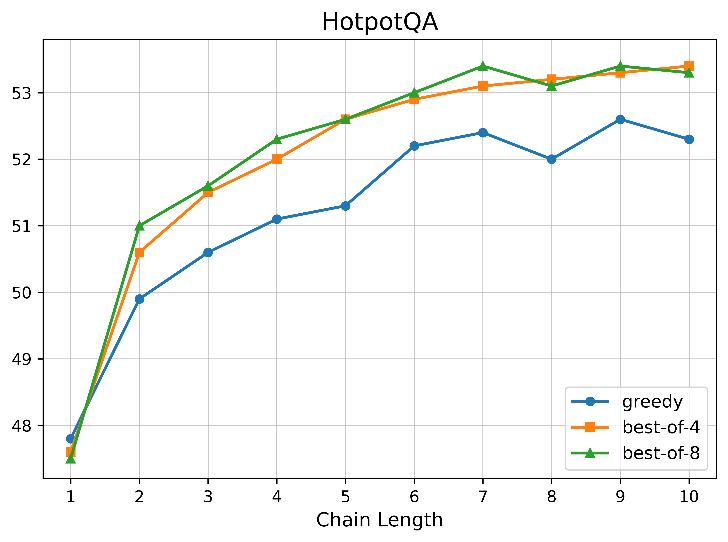 HotpotQA
53
52
51
50
49
48
greedy
best-of-4
best-of-8
1 2 3 4 5 6 7 8 9 10
Chain Length